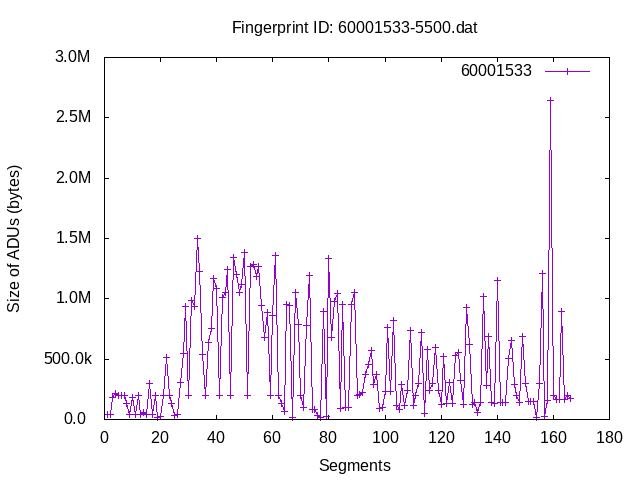 Fingerprint ID: 60001533-5500.dat
60001533
3.0M
2.5M
2.0M
1.5M
1.0M
500.0k
0.0
Size of ADUs (bytes)
0 20 40 60 80 100 120 140 160 180
Segments